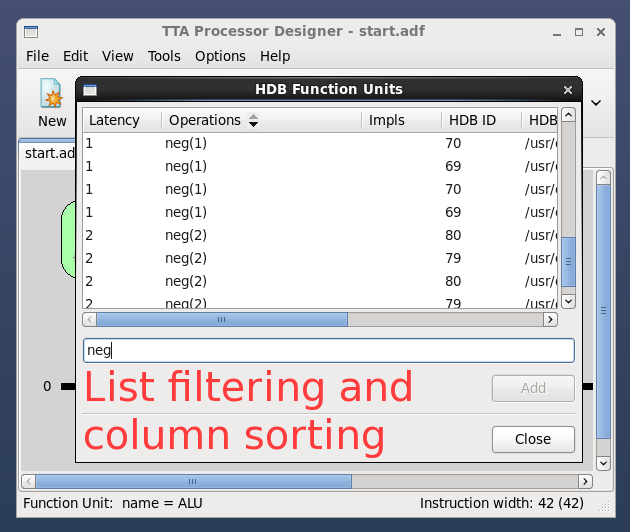 TTA Processor Designer - start.adf
File Edit View Tools Options Help
HDB Function Units
New
start.ad
Latency Operations Impls HDB ID HDB
1 neg(1) 70 /usr/
1 neg(1) 69 /usr/
1 neg(1) 70 /usr/
1 neg(1) 69 /usr/
2 neg(2) 80 /usr/
2 neg(2) 79 /usr/
2 neg(2) 80 /usr/
2 neg(2) 79 /usr/
neg
0
List filtering and
Add
column sorting
Close
Function Unit: name = ALU Instruction width: 42 (42)